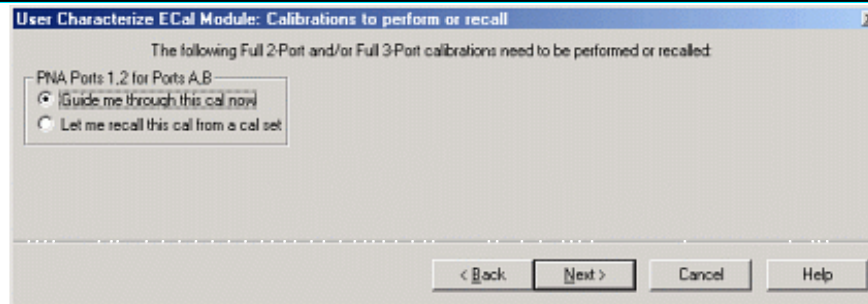 User Characterize ECal Module: Calibrations to perform or recall
The following Full 2-Port and/or Full 3-Port calibrations need to be performed or recalled:
PNA Ports 1,2 for Ports A,B
Guide me through this cal now
Let me recall this cal from a cal set
< Back
Next >
Cancel
Help